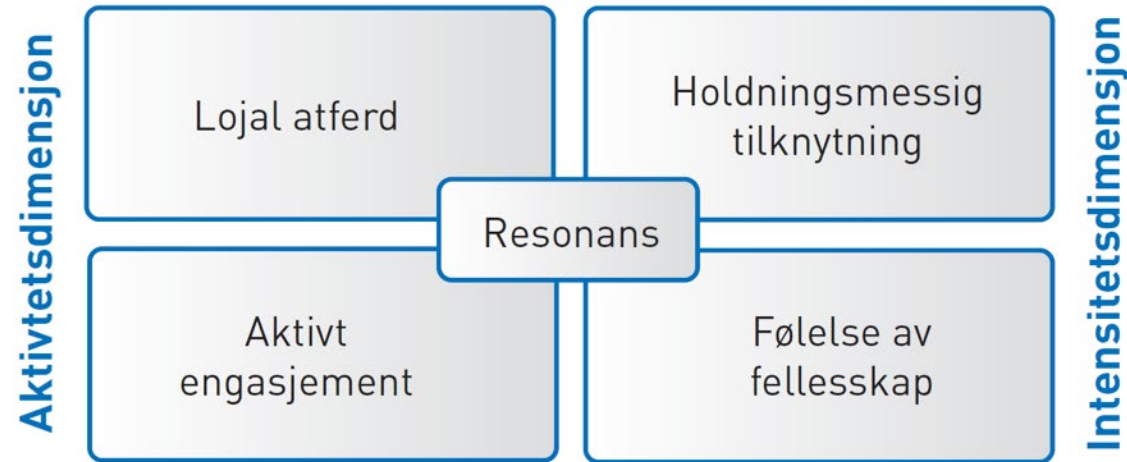 Aktivtetsdimensjon
Lojal atferd
Holdningsmessig
tilknytning
Resonans
Aktivt
engasjement
Følelse av
fellesskap
Intensitetsdimensjon